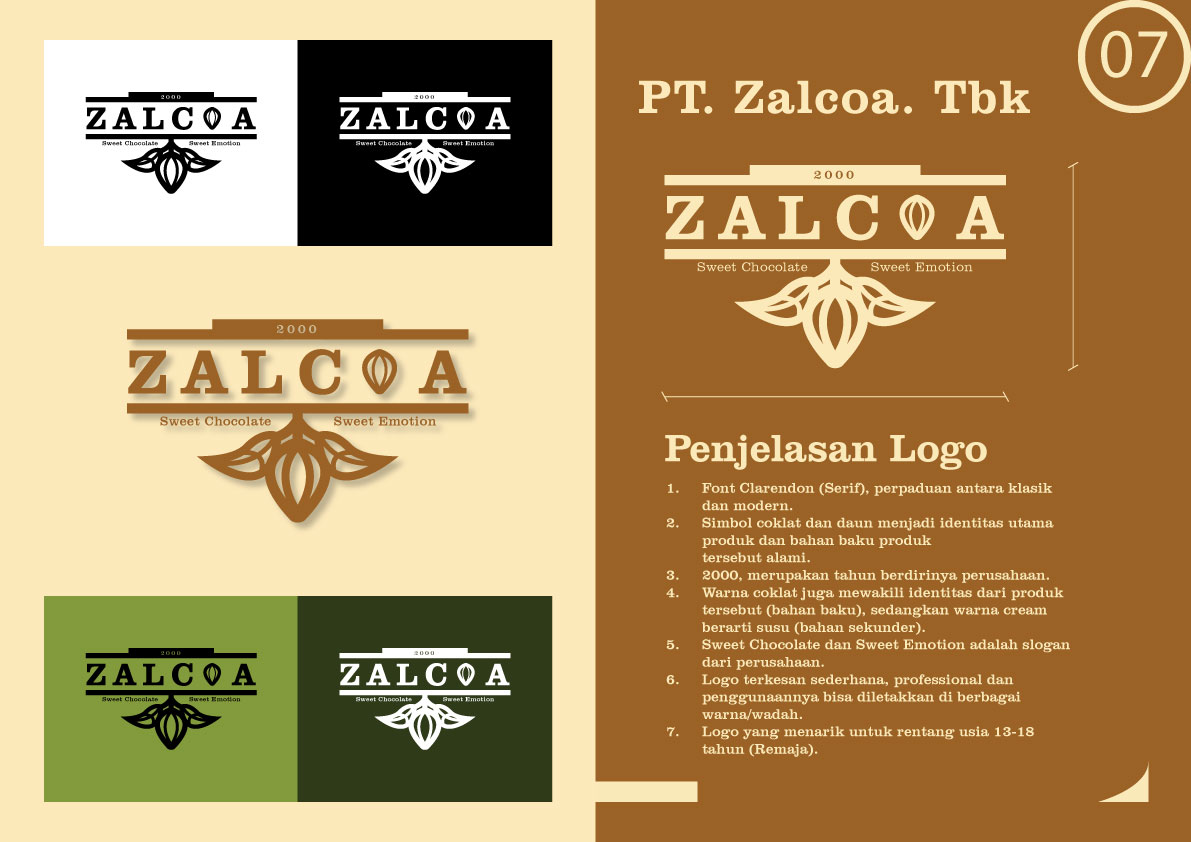 2000
ZALCOA
Sweet Chocolate Sweet Emotion
2000
ZALCOA
Sweet Chocolate Sweet Emotion
2000
ZALCOA
Sweet Chocolate Sweet Emotion
2000
ZALCOA
Sweet Chocolate Sweet Emotion
2000
ZALCOA
Sweet Chocolate Sweet Emotion
07
PT. Zalcoa. Tbk
2000
ZALCOA
Sweet Chocolate Sweet Emotion
Penjelasan Logo
1. Font Clarendon (Serif), perpaduan antara klasik
dan modern.
2. Simbol coklat dan daun menjadi identitas utama
produk dan bahan baku produk
tersebut alami.
3. 2000, merupakan tahun berdirinya perusahaan.
4. Warna coklat juga mewakili identitas dari produk
tersebut (bahan baku), sedangkan warna cream
berarti susu (bahan sekunder).
5. Sweet Chocolate dan Sweet Emotion adalah slogan
dari perusahaan.
6. Logo terkesan sederhana, professional dan
penggunaannya bisa diletakkan di berbagai
warna/wadah.
7. Logo yang menarik untuk rentang usia 13-18
tahun (Remaja).